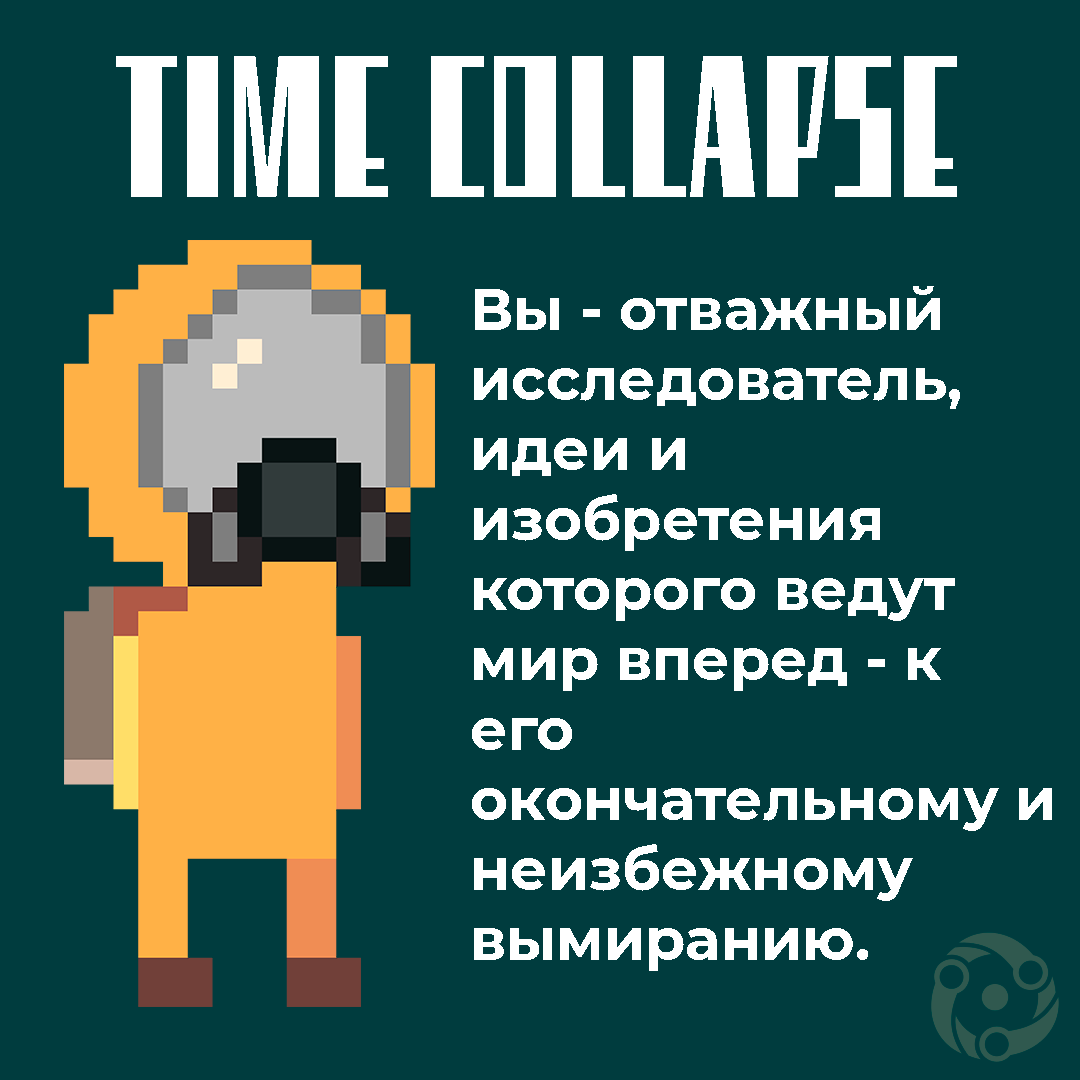 TIME COLLAPSE
Вы - отважный
исследователь,
идеи и
изобретения
которого ведут
мир вперед - к
его
окончательному и
неизбежному
вымиранию.